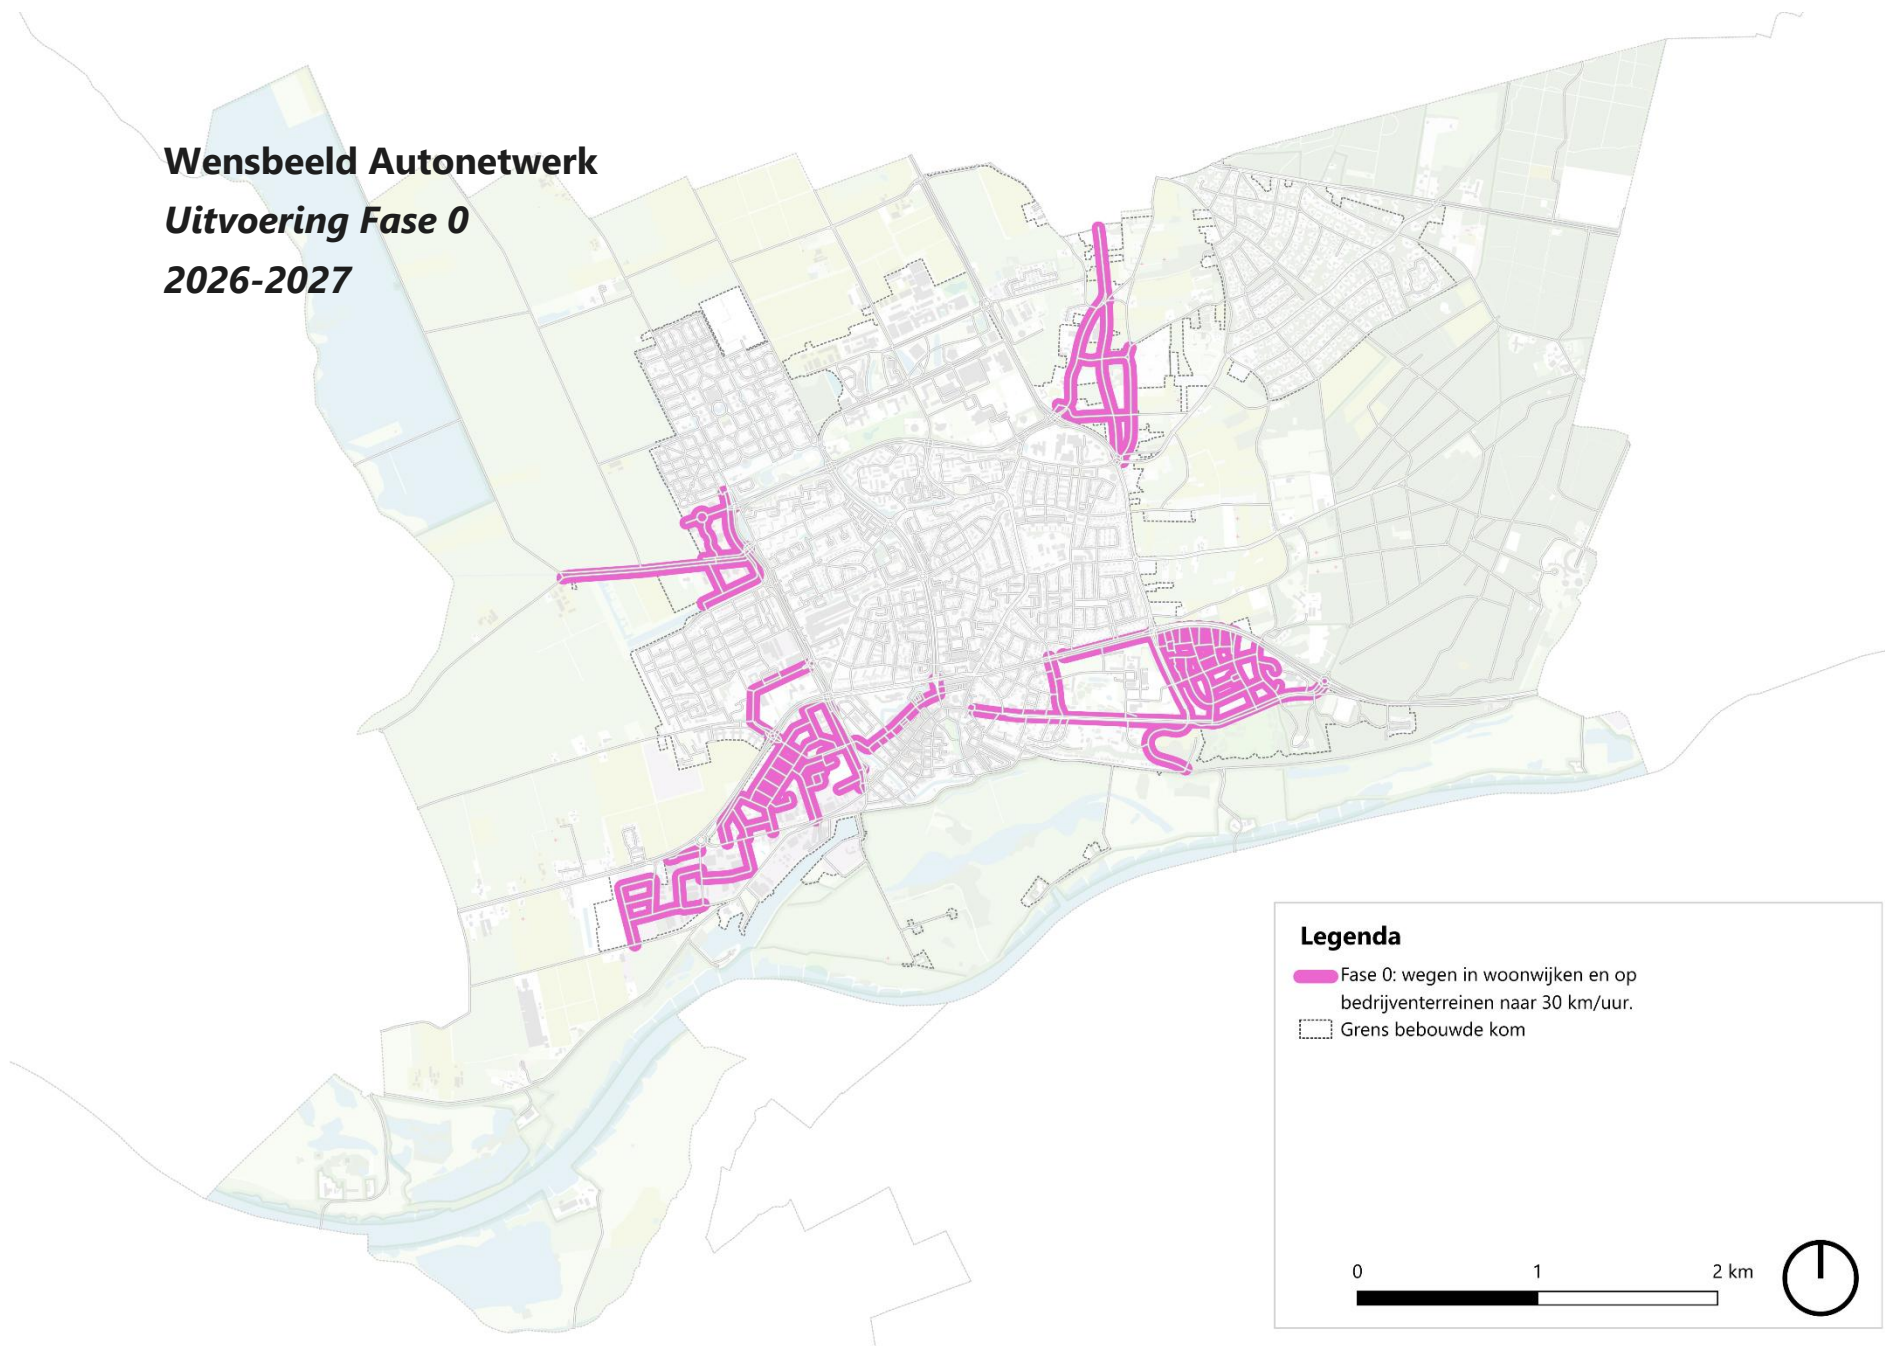 Wensbeeld Autonetwerk
Uitvoering Fase 0
2026-2027
Legenda
Fase 0: wegen in woonwijken en op
bedrijventerreinen naar 30 km/uur.
Grens bebouwde kom
0 1 2 km